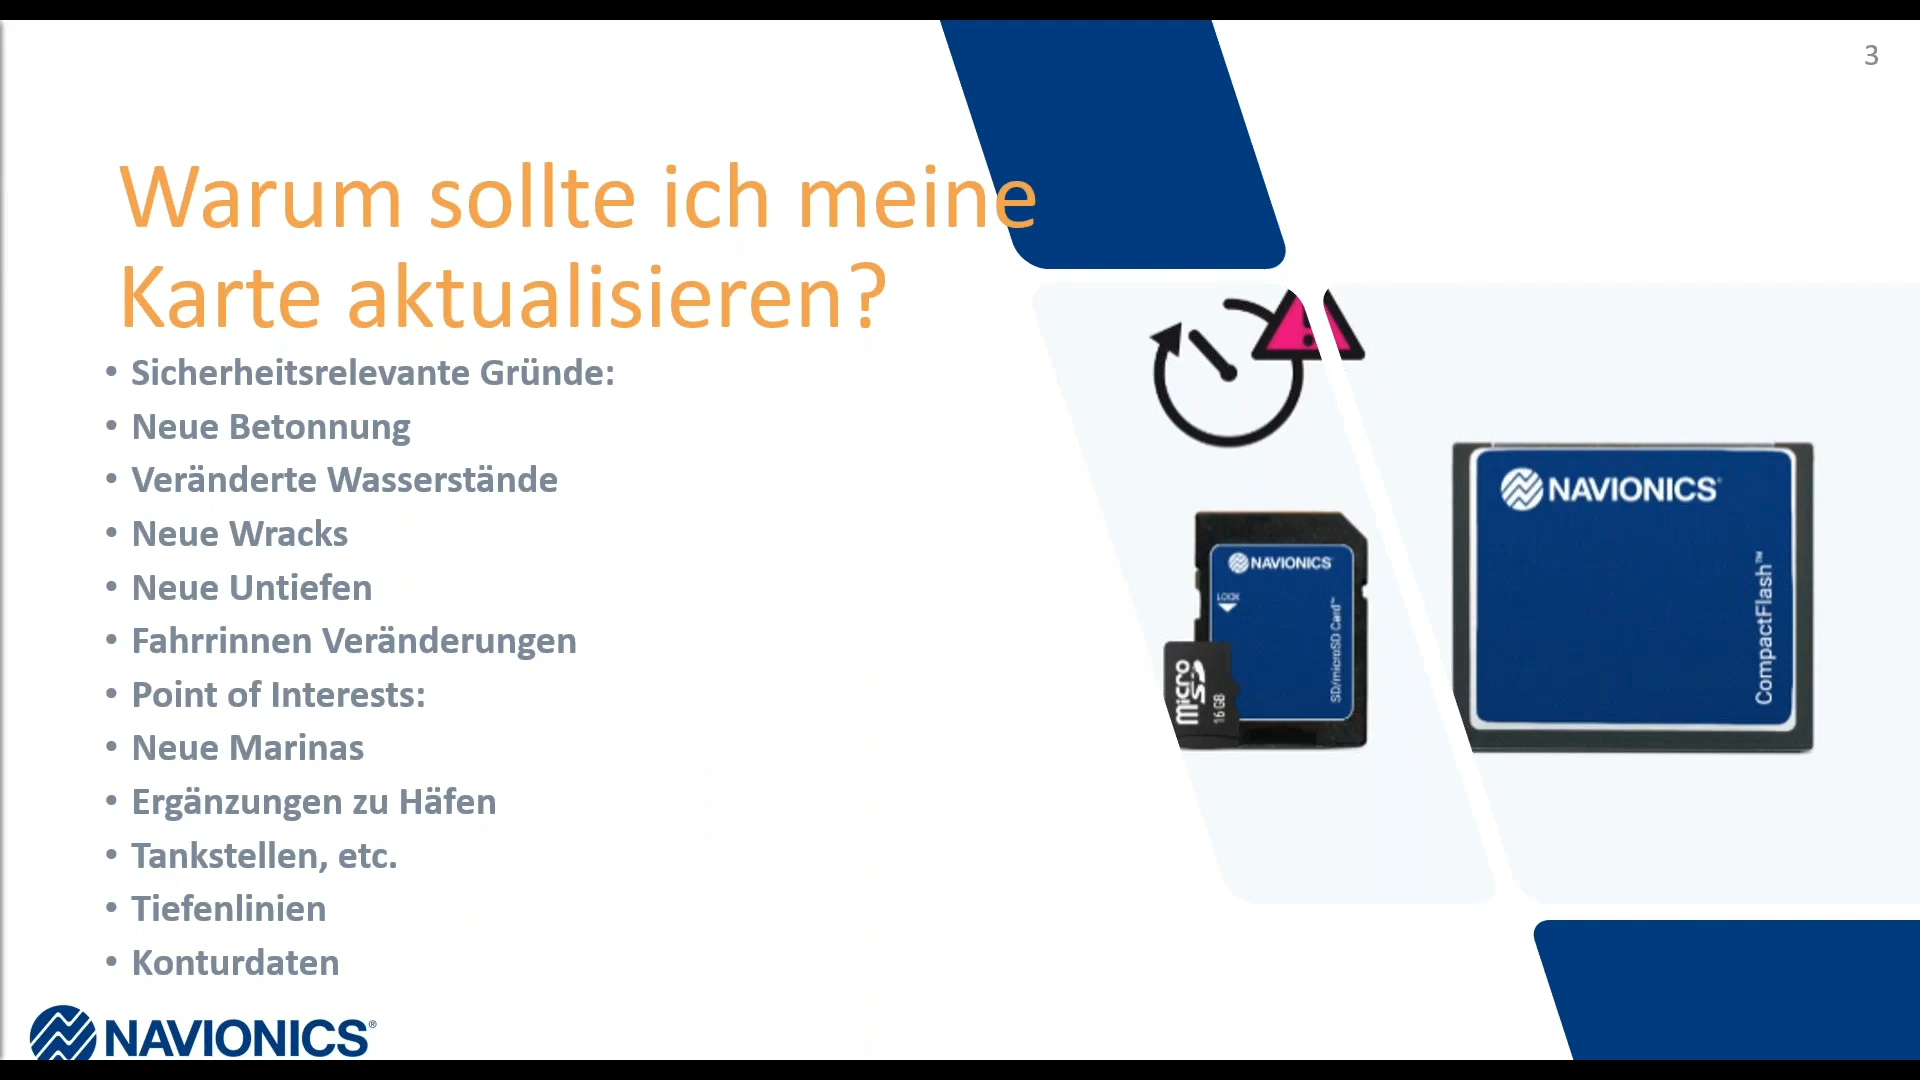 3
Warum sollte ich meine
Karte aktualisieren?
• Sicherheitsrelevante Gründe:
• Neue Betonnung
• Veränderte Wasserstände
• Neue Wracks
• Neue Untiefen
• Fahrrinnen Veränderungen
• Point of Interests:
• Neue Marinas
• Ergänzungen zu Häfen
• Tankstellen, etc.
• Tiefenlinien
• Konturdaten
NAVIONICS®
NAVIONICS
LOCK
SD/microSD Card™
micro SD
16 GB
NAVIONICS
CompactFlash™